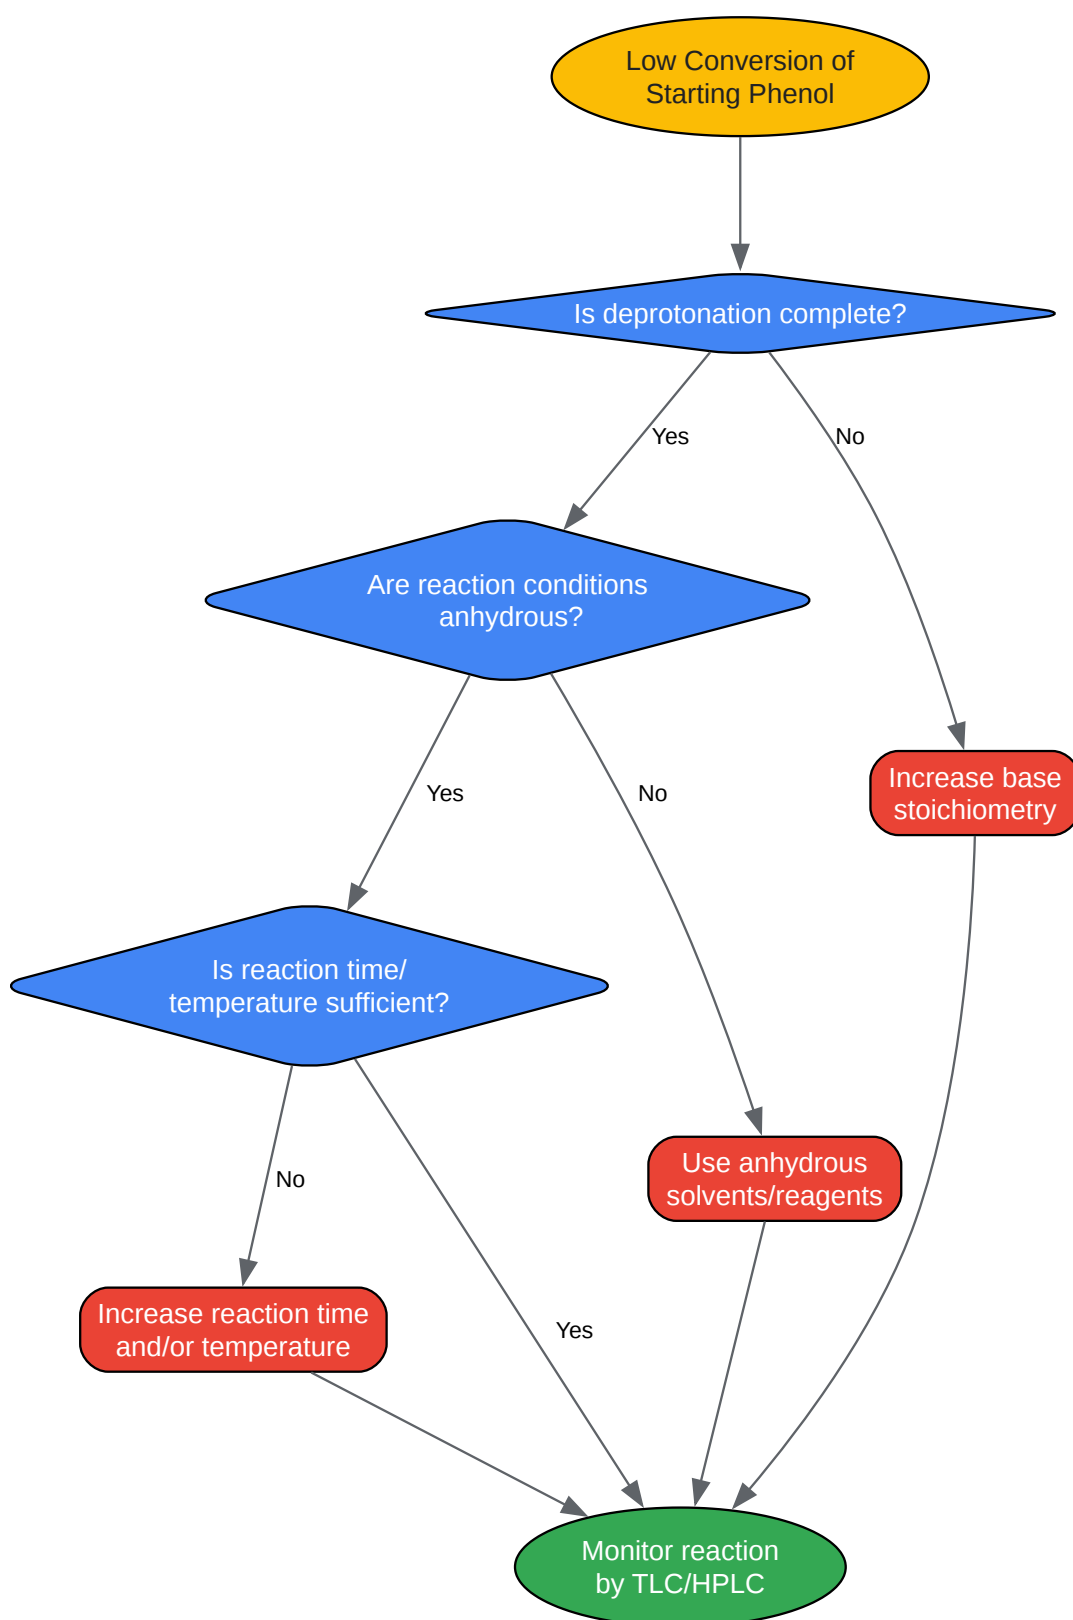 Low Conversion of
Starting Phenol
Is deprotonation complete?
Yes
No
Are reaction conditions
anhydrous?
Increase base
stoichiometry
Yes
No
Is reaction time/
temperature sufficient?
Use anhydrous
solvents/reagents
No
Increase reaction time
and/or temperature
Yes
Monitor reaction
by TLC/HPLC